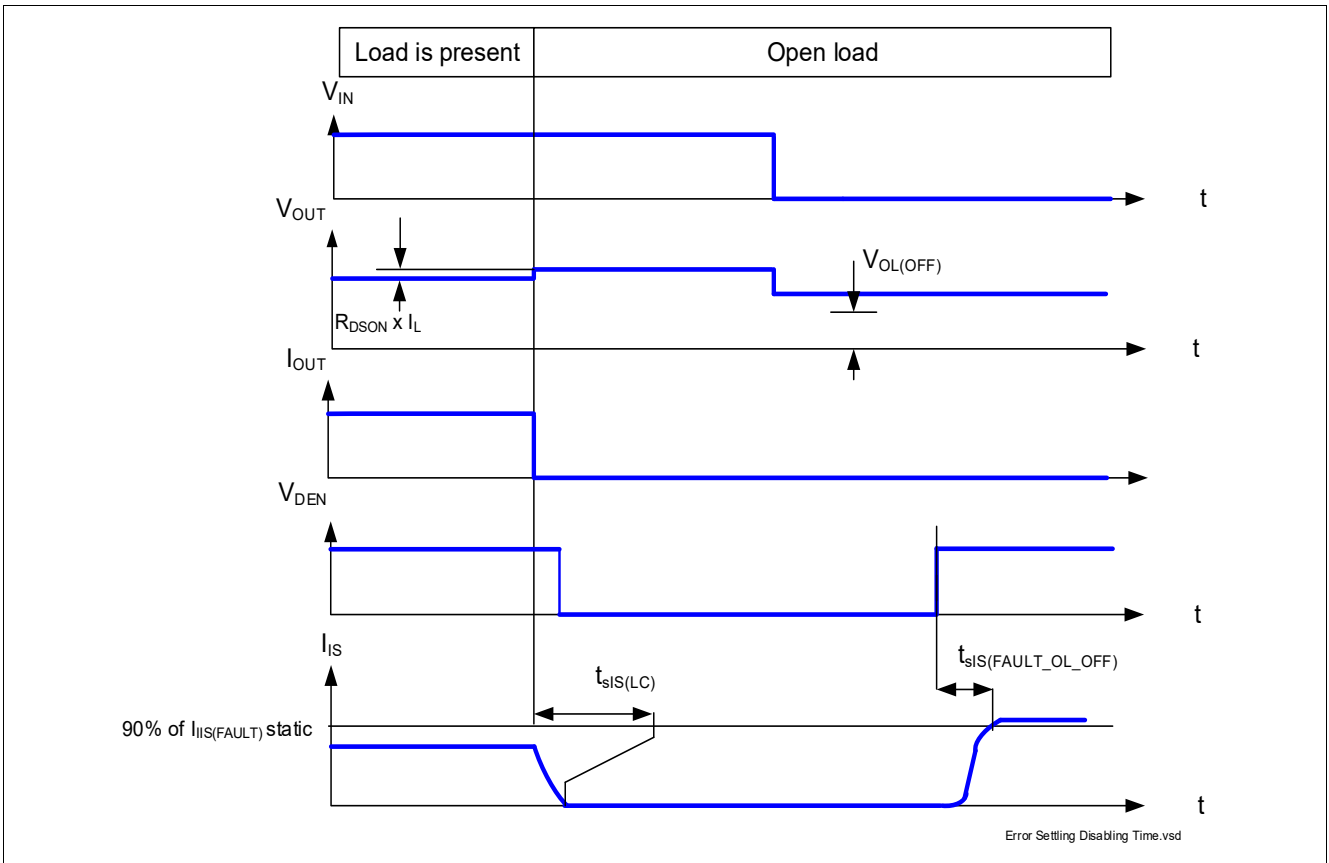 Load is present
Open load
VIN
t
VOUT
VOL(OFF)
RDSON x IL
t
IOUT
VDEN
t
IIS
tsIS(LC)
tsIS(FAULT_OL_OFF)
90% of IIIS(FAULT) static
t
Error Settling Disabling Time.vsd